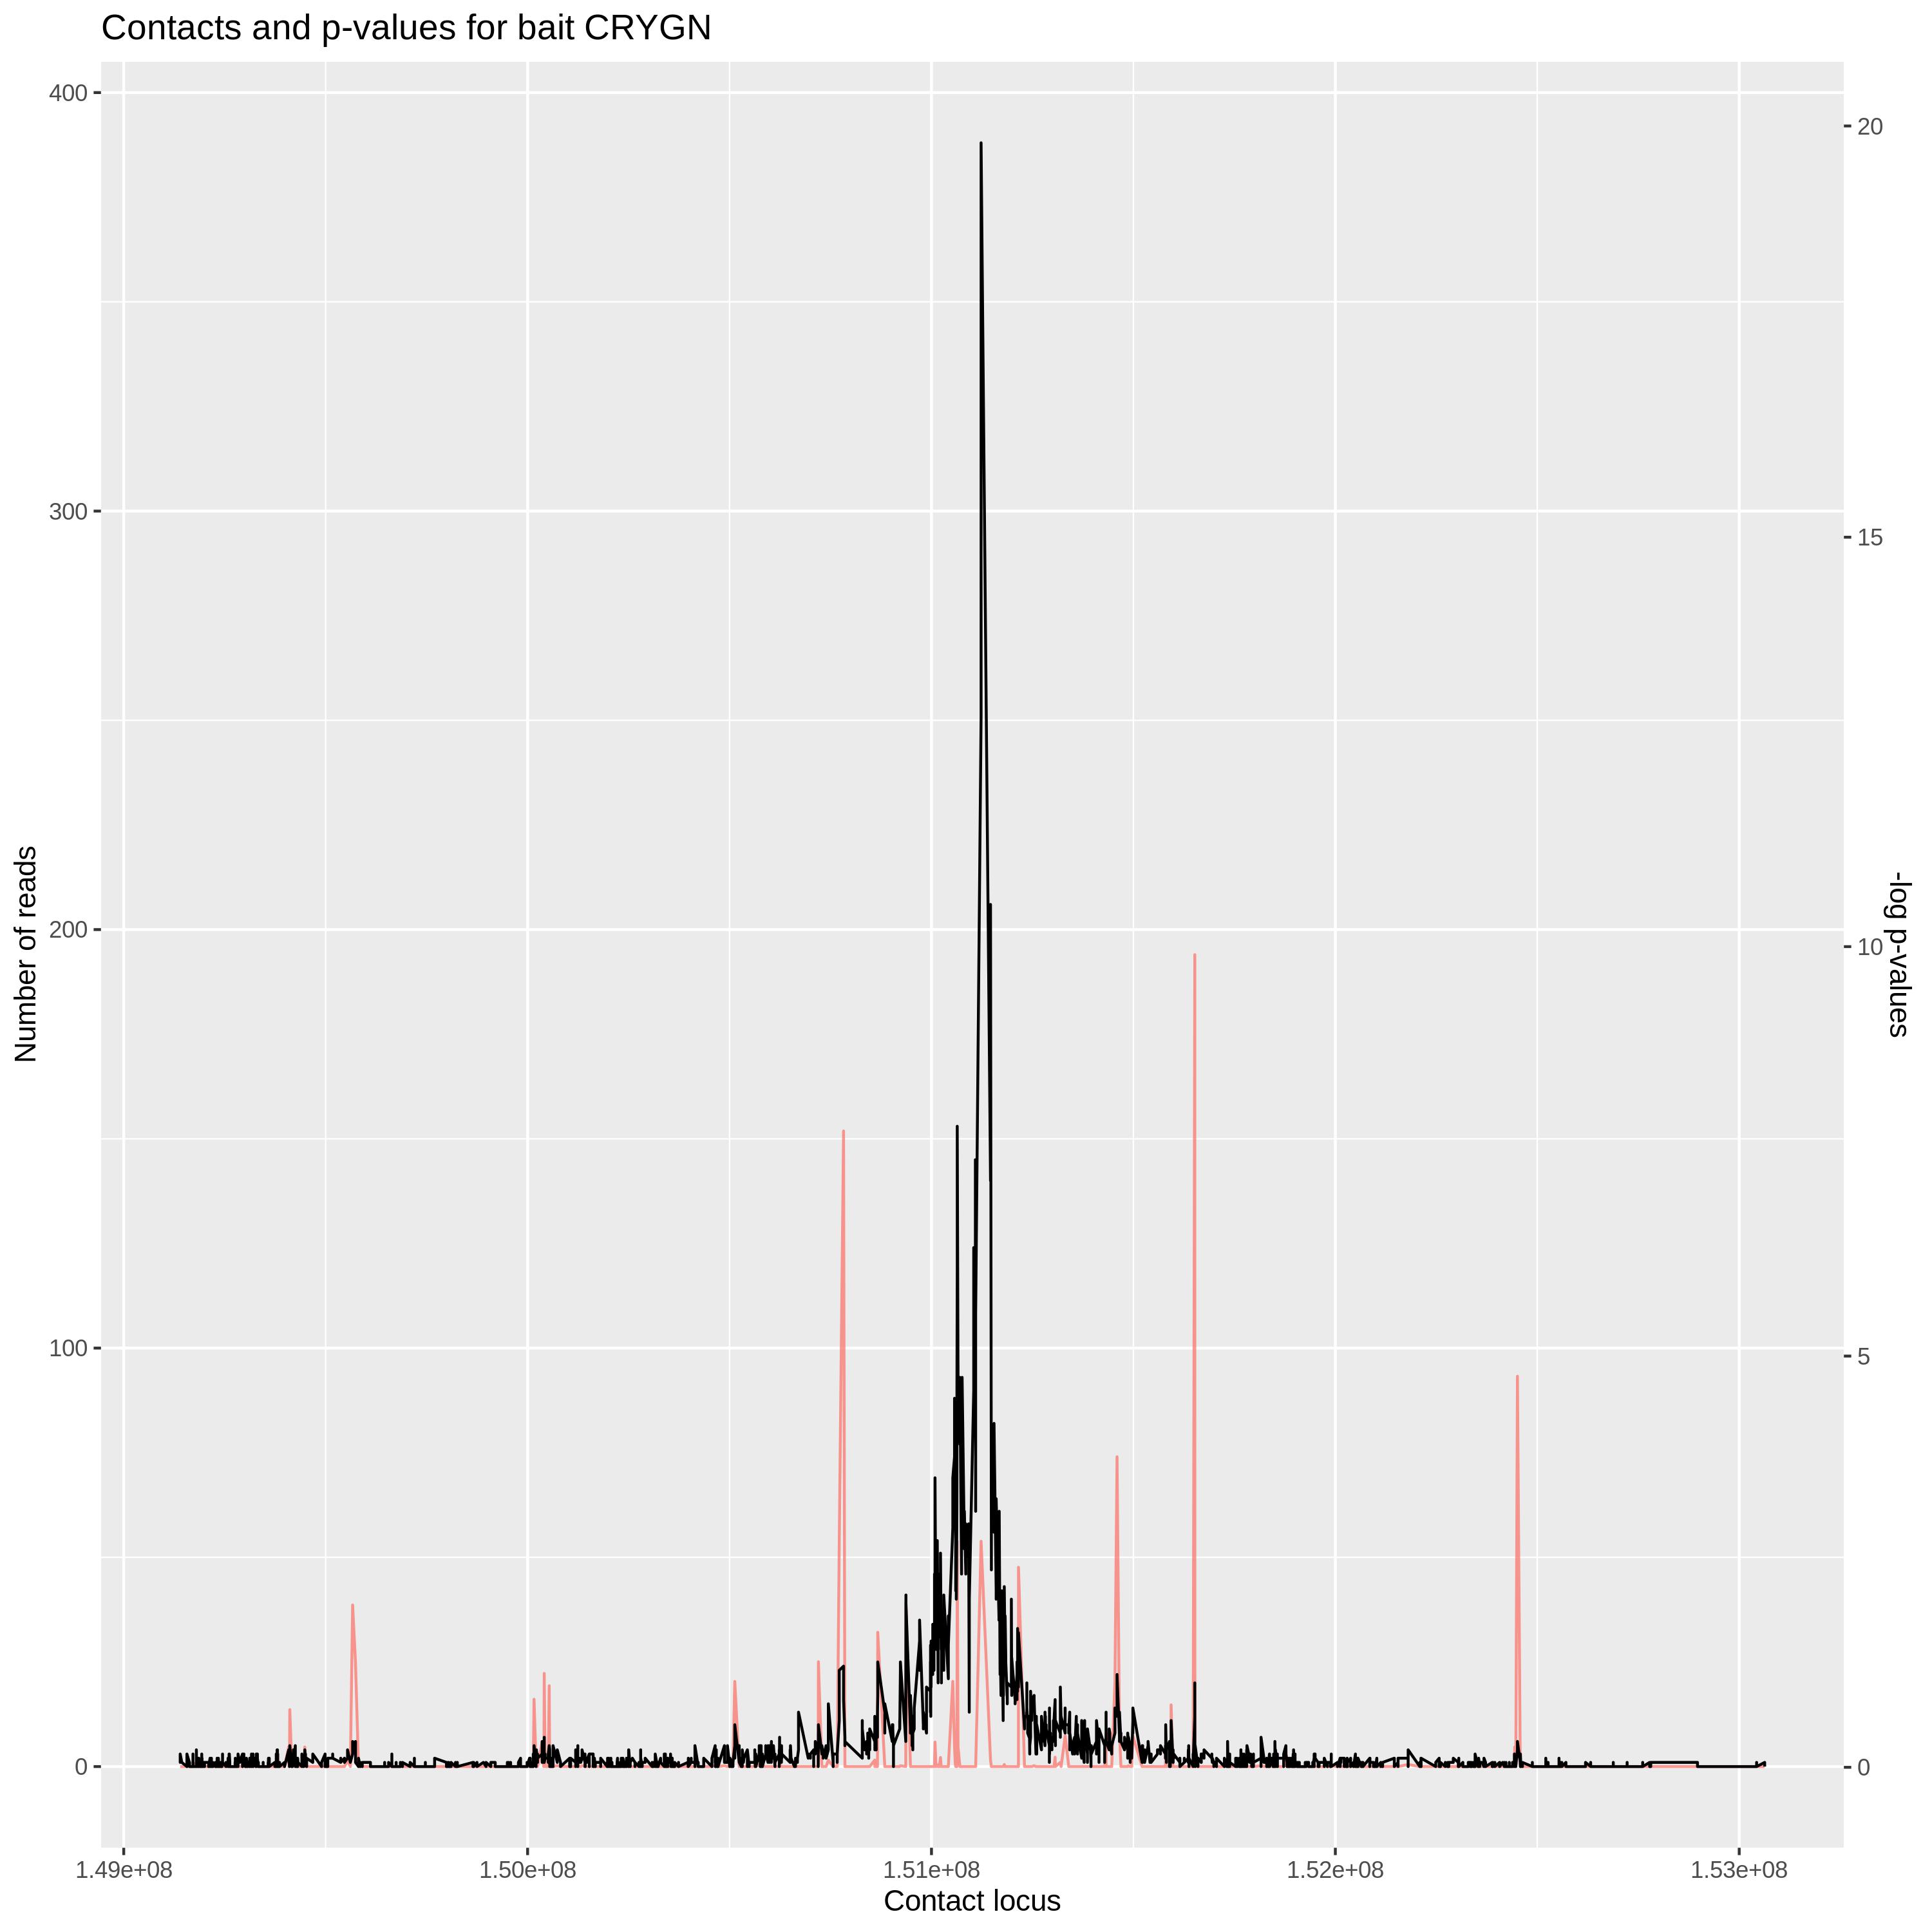 Contacts and p-values for bait CRYGN
400
300
200
100
0
Number of reads
20
15
10
5
0
-log p-values
1.49e+08
1.50e+08
1.51e+08
1.52e+08
1.53e+08
Contact locus